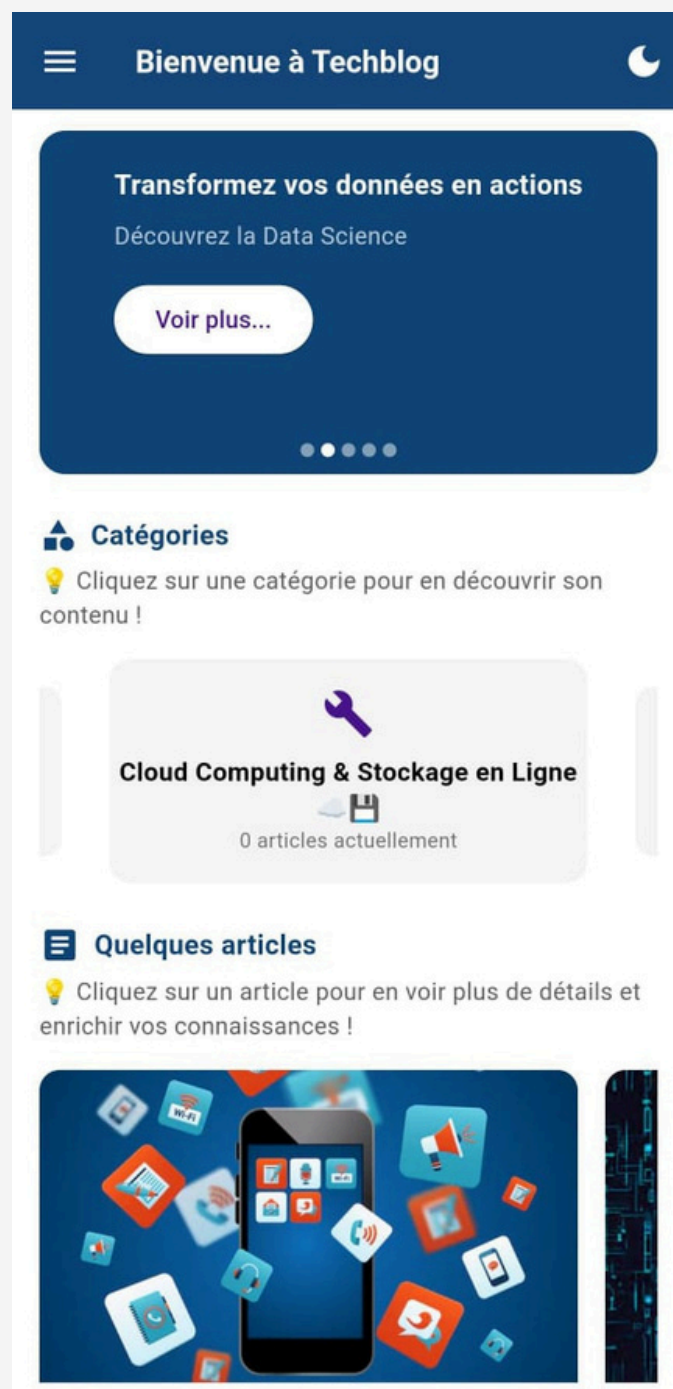 Bienvenue à Techblog
Transformez vos données en actions
Découvrez la Data Science
Voir plus...
Catégories
💡 Cliquez sur une catégorie pour en découvrir son
contenu !
Cloud Computing & Stockage en Ligne
☁️💾
0 articles actuellement
Quelques articles
💡 Cliquez sur un article pour en voir plus de détails et
enrichir vos connaissances !
Wi-Fi
Wi-Fi